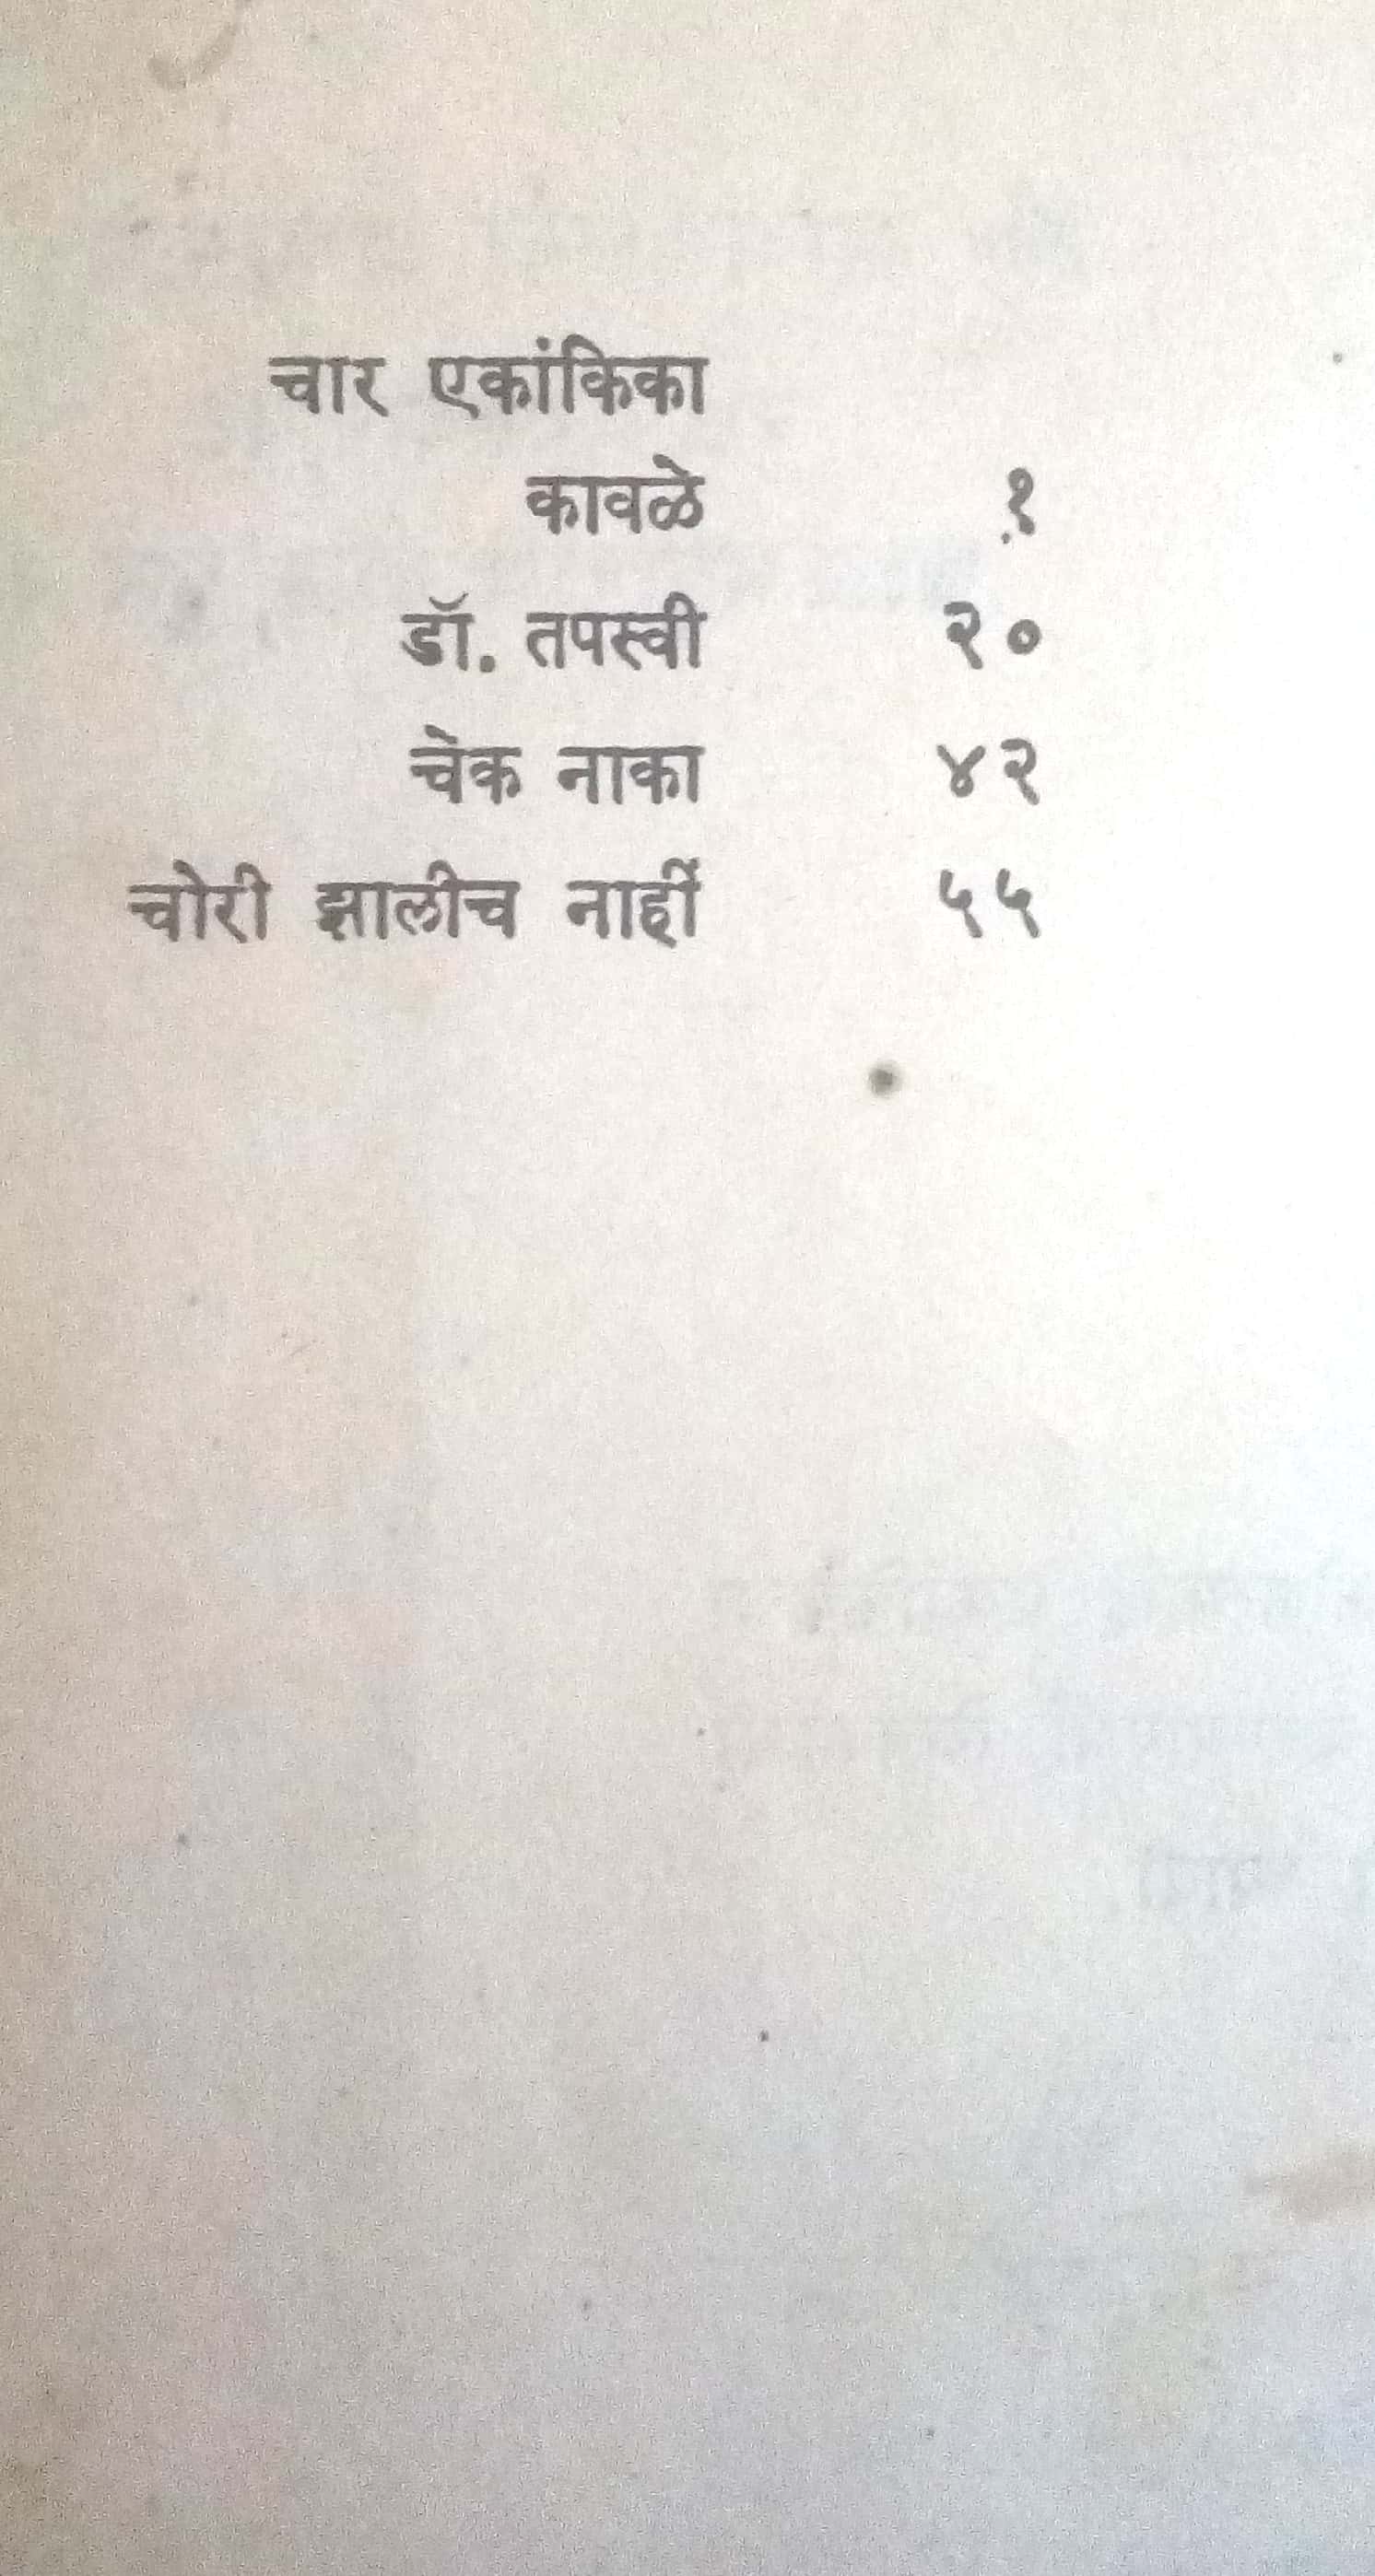 चार एकांकिका
कावळे १
डॉ. तपस्वी २०
चेक नाका ४२
चोरी झालीच नाहीं ५५